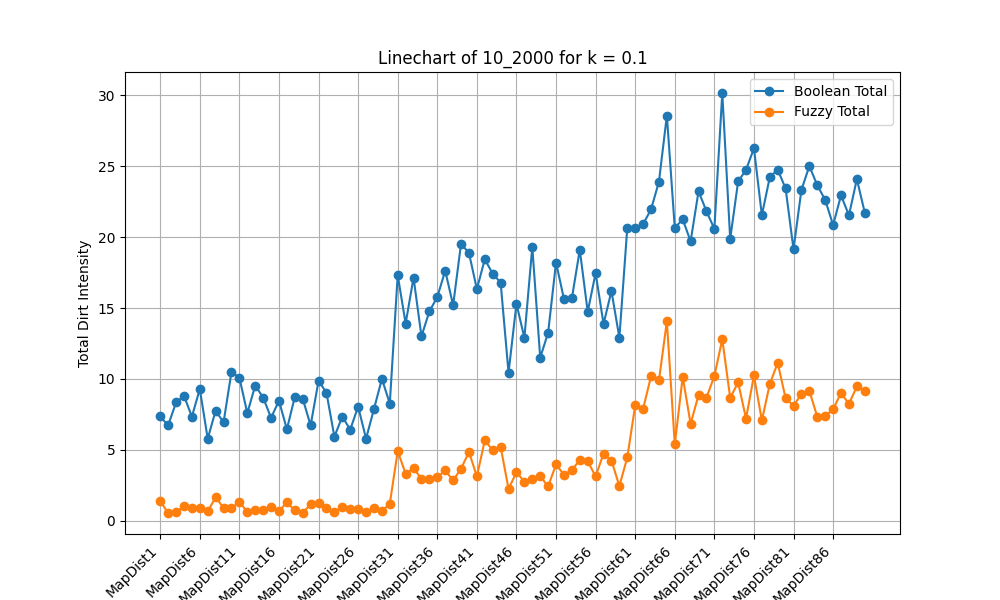 Linechart of 10_2000 for k = 0.1
Boolean Total
Fuzzy Total
Total Dirt Intensity
30
25
20
15
10
5
0
MapDist1
MapDist6
MapDist11
MapDist16
MapDist21
MapDist26
MapDist31
MapDist36
MapDist41
MapDist46
MapDist51
MapDist56
MapDist61
MapDist66
MapDist71
MapDist76
MapDist81
MapDist86